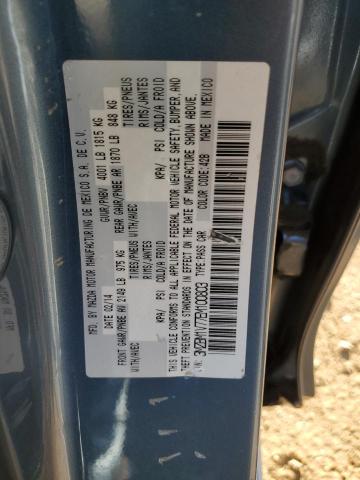 MFD. BY MAZDA MOTOR MANUFACTURING DE MEXICO S.A. DE C.V.
DATE: 02/14 GVWR/PNBV 4001 LB 1815 KG
FRONT GAWR/PNBE AV 2149 LB 975 KG REAR GAWR/PNBE AR 1870 LB 848 KG
WITH/AVEC TIRES/PNEUS WITH/AVEC TIRES/PNEUS
RIMS/JANTES RIMS/JANTES
KPA/ PSI COLD/A FROID KPA/ PSI COLD/A FROID
THIS VEHICLE CONFORMS TO ALL APPLICABLE FEDERAL MOTOR VEHICLE SAFETY, BUMPER, AND
THEFT PREVENTION STANDARDS IN EFFECT ON THE DATE OF MANUFACTURE SHOWN ABOVE.
TYPE:PASS CAR COLOR CODE:42B MADE IN MEXICO